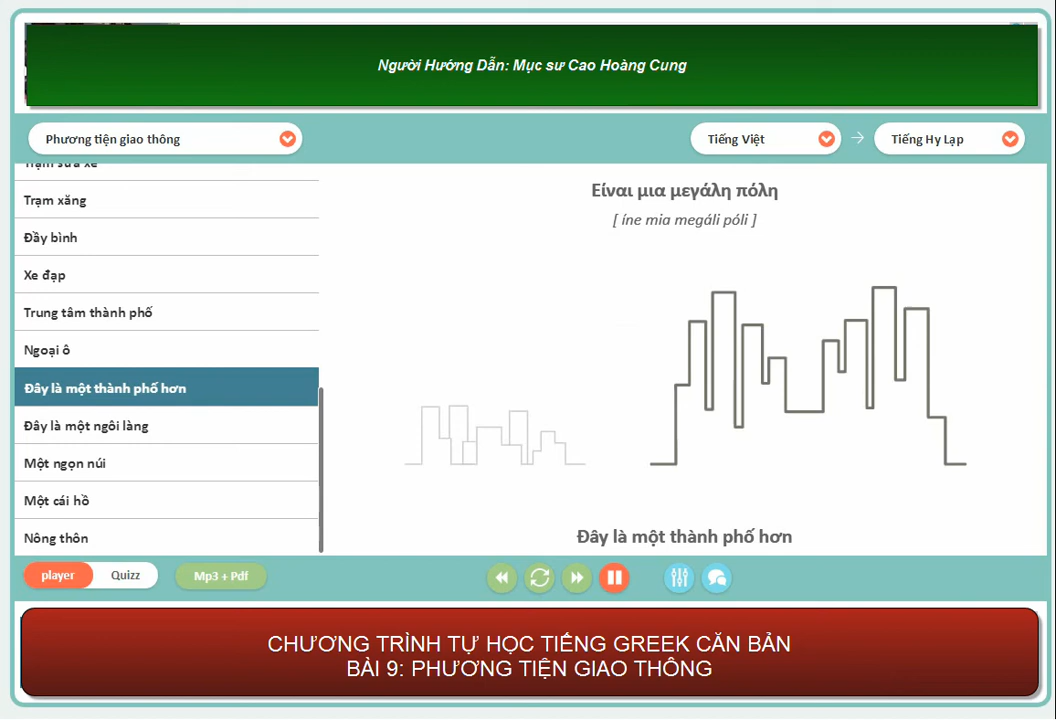 Người Hướng Dẫn: Mục sư Cao Hoàng Cung
Phương tiện giao thông
Tiếng Việt
Tiếng Hy Lạp
Trạm sửa xe
Trạm xăng
Đầy bình
Xe đạp
Trung tâm thành phố
Ngoại ô
Đây là một thành phố hơn
Đây là một ngôi làng
Một ngọn núi
Một cái hồ
Nông thôn
Είναι μια μεγάλη πόλη
[ íne mia megáli póli ]
Đây là một thành phố hơn
player
Quizz
Mp3 + Pdf
CHƯƠNG TRÌNH TỰ HỌC TIẾNG GREEK CĂN BẢN
BÀI 9: PHƯƠNG TIỆN GIAO THÔNG